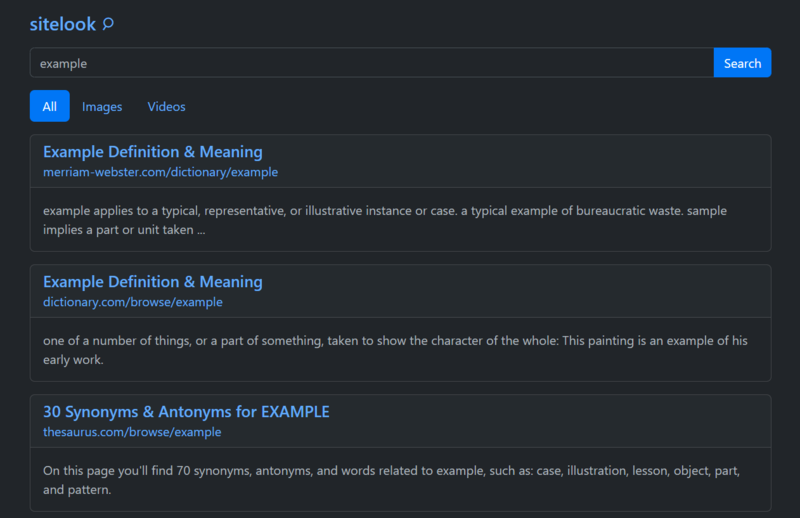 sitelook
example
Search
All
Images
Videos
Example Definition & Meaning
merriam-webster.com/dictionary/example
example applies to a typical, representative, or illustrative instance or case. a typical example of bureaucratic waste. sample
implies a part or unit taken ...
Example Definition & Meaning
dictionary.com/browse/example
one of a number of things, or a part of something, taken to show the character of the whole: This painting is an example of his
early work.
30 Synonyms & Antonyms for EXAMPLE
thesaurus.com/browse/example
On this page you'll find 70 synonyms, antonyms, and words related to example, such as: case, illustration, lesson, object, part,
and pattern.